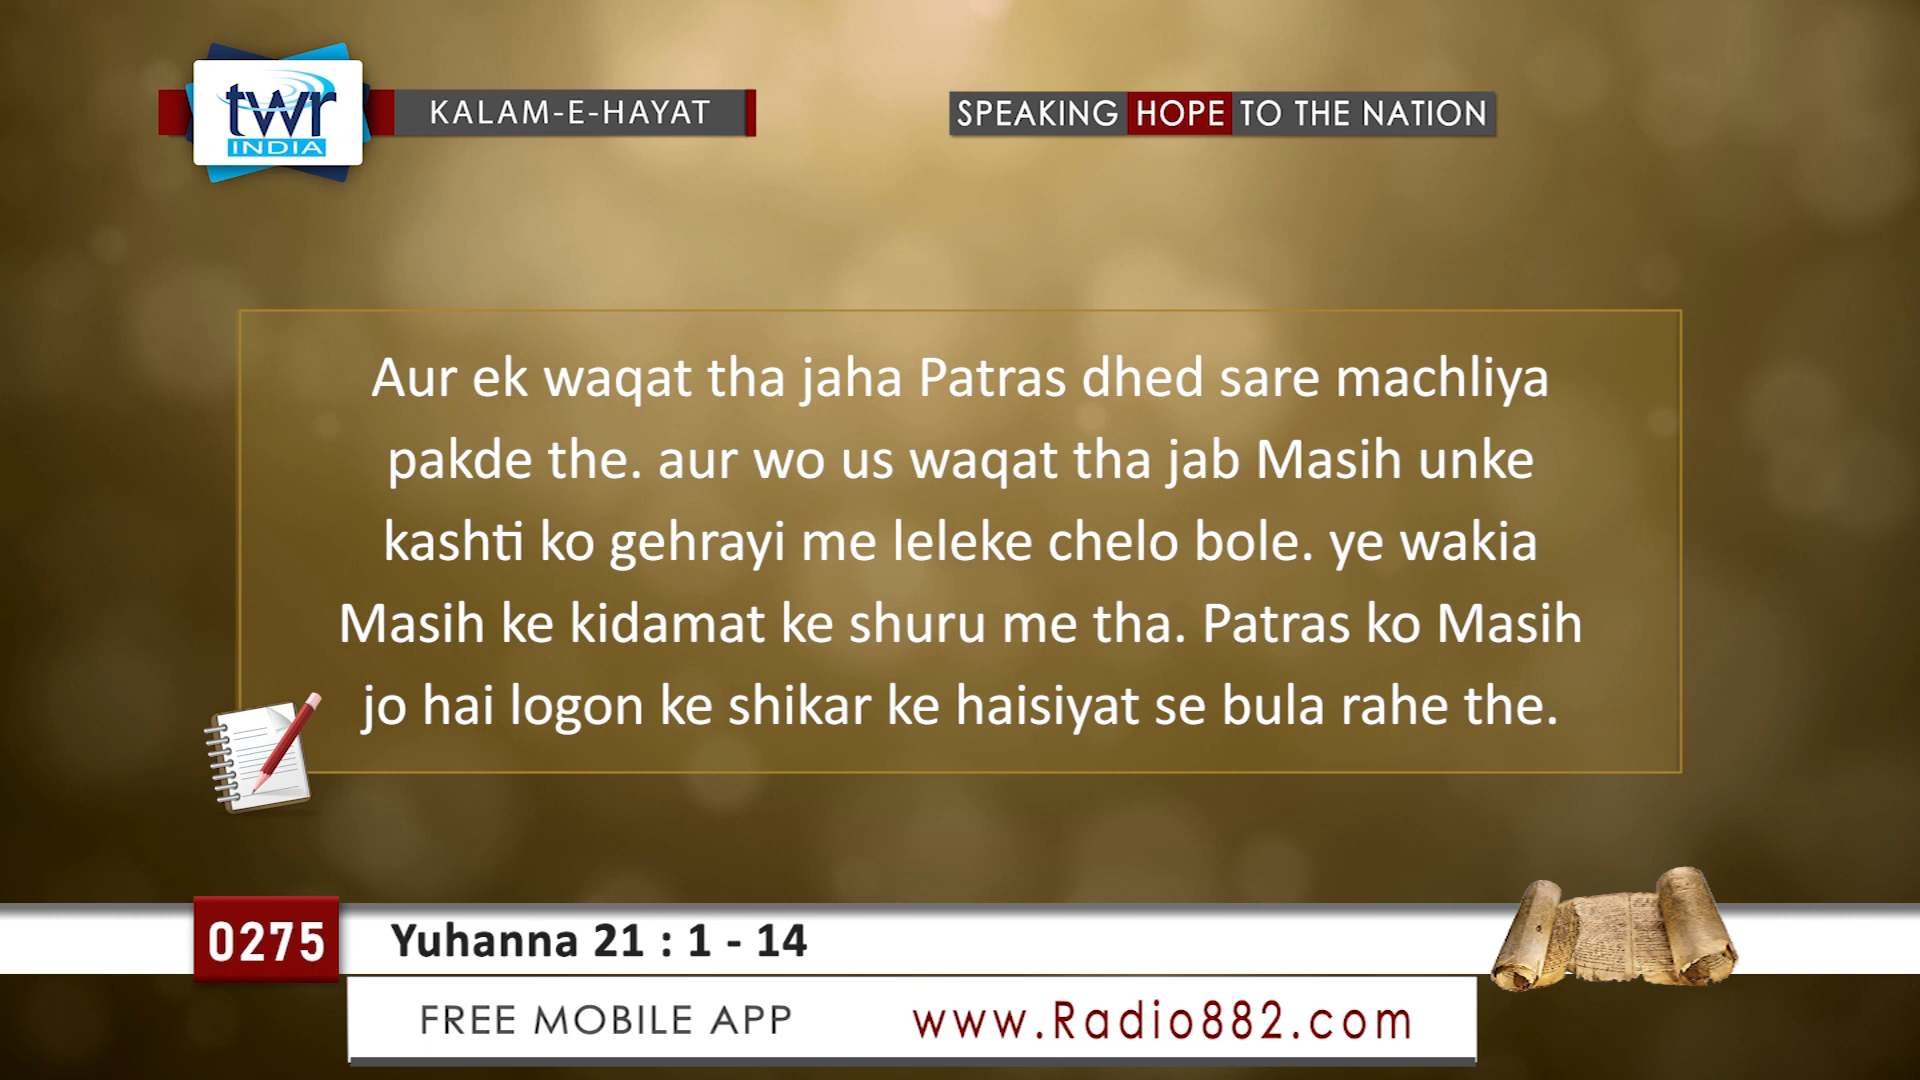 twr
INDIA
KALAM-E-HAYAT
SPEAKING HOPE TO THE NATION
Aur ek waqat tha jaha Patras dhed sare machliya
pakde the. aur wo us waqat tha jab Masih unke
kashti ko gehrayi me leleke chelo bole. ye wakia
Masih ke kidamat ke shuru me tha. Patras ko Masih
jo hai logon ke shikar ke haisiyat se bula rahe the.
0275
Yuhanna 21 : 1 - 14
FREE MOBILE APP
www.Radio882.com